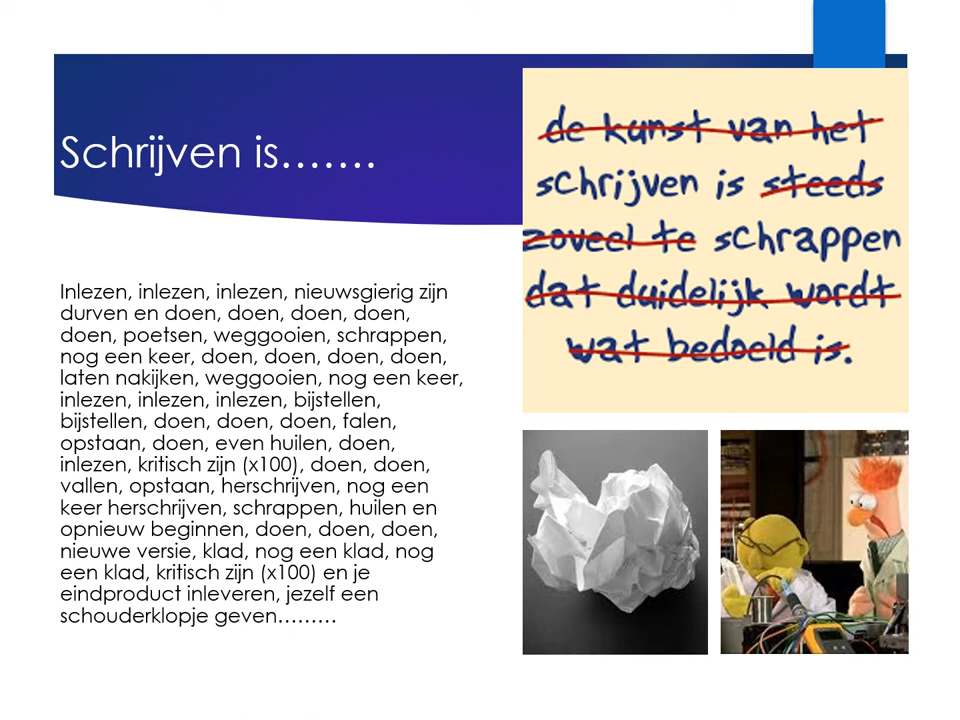 Schrijven is…….
Inlezen, inlezen, inlezen, nieuwsgierig zijn
durven en doen, doen, doen, doen,
doen, poetsen, weggooien, schrappen,
nog een keer, doen, doen, doen, doen,
laten nakijken, weggooien, nog een keer,
inlezen, inlezen, inlezen, bijstellen,
bijstellen, doen, doen, doen, falen,
opstaan, doen, even huilen, doen,
inlezen, kritisch zijn (x100), doen, doen,
vallen, opstaan, herschrijven, nog een
keer herschrijven, schrappen, huilen en
opnieuw beginnen, doen, doen, doen,
nieuwe versie, klad, nog een klad, nog
een klad, kritisch zijn (x100) en je
eindproduct inleveren, jezelf een
schouderklopje geven………
de kunst van het
schrijven is steeds
zoveel te schrappen
dat duidelijk wordt
wat bedoeld is.